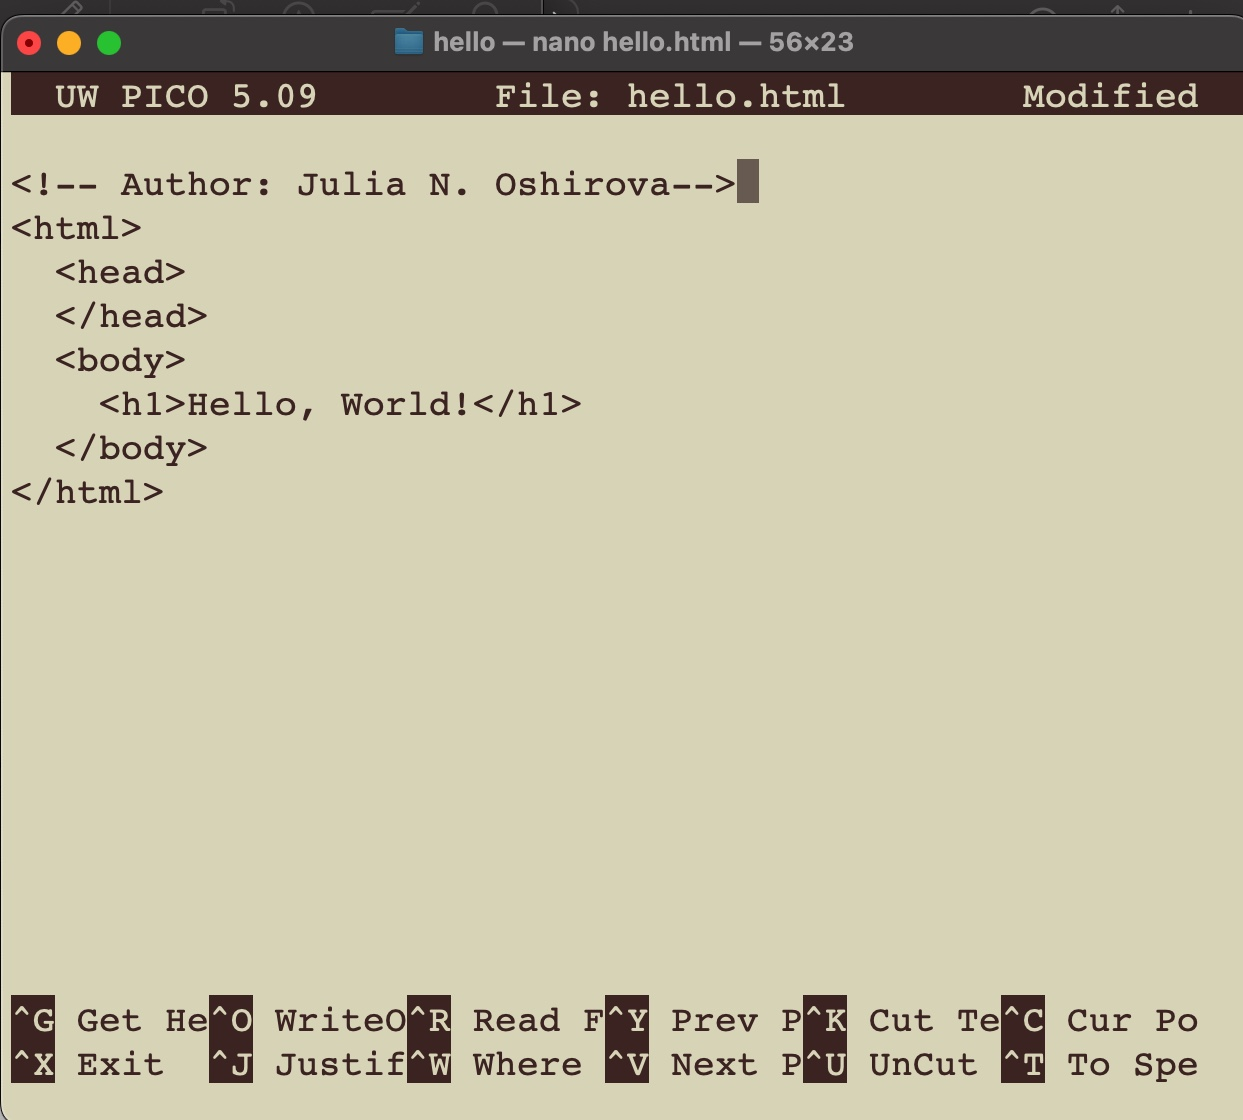 hello — nano hello.html — 56×23
UW PICO 5.09 File: hello.html Modified
<!-- Author: Julia N. Oshirova-->
<html>
  <head>
  </head>
  <body>
    <h1>Hello, World!</h1>
  </body>
</html>
^G Get He^O WriteO^R Read F^Y Prev P^K Cut Te^C Cur Po
^X Exit ^J Justif^W Where ^V Next P^U UnCut ^T To Spe